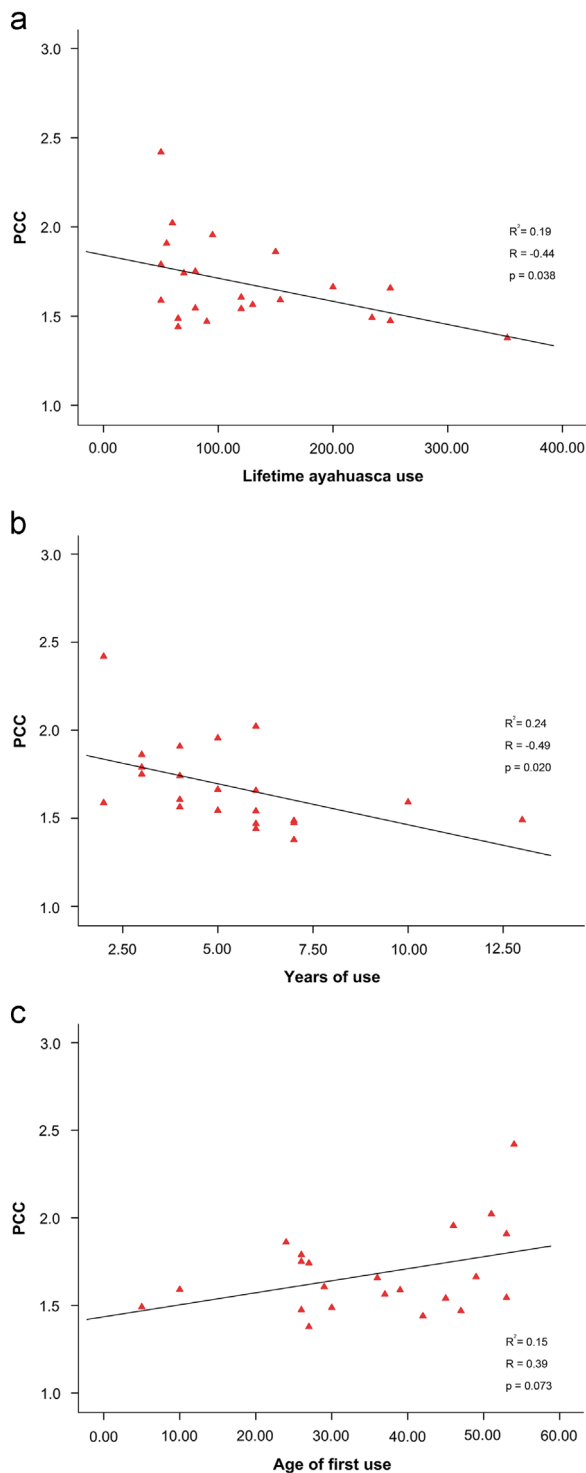 a
3.0
2.5
2.0
1.5
1.0
PCC
R2= 0.19
R = -0.44
p = 0.038
0.00 100.00 200.00 300.00 400.00
Lifetime ayahuasca use
b
3.0
2.5
2.0
1.5
1.0
PCC
R2= 0.24
R = -0.49
p = 0.020
2.50 5.00 7.50 10.00 12.50
Years of use
c
3.0
2.5
2.0
1.5
1.0
PCC
R2= 0.15
R = 0.39
p = 0.073
0.00 10.00 20.00 30.00 40.00 50.00 60.00
Age of first use